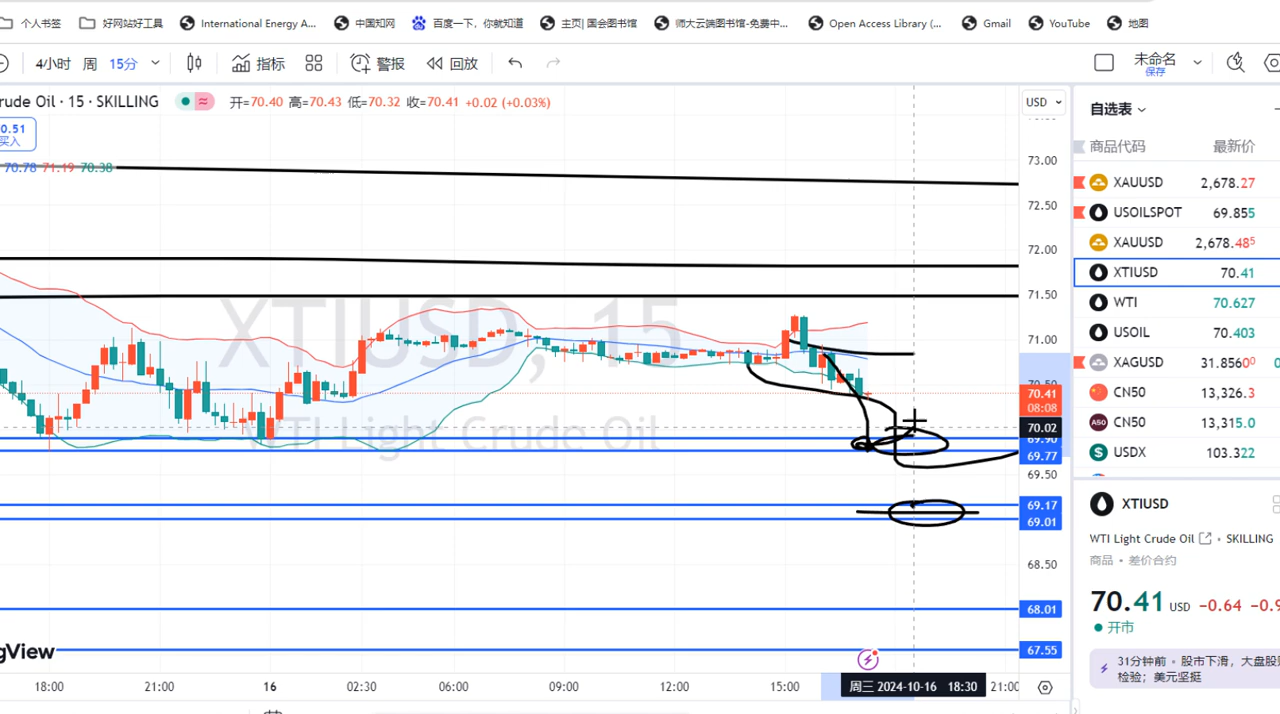 个人书签 好网站好工具 International Energy A... 中国知网 百度一下，你就知道 主页| 国会图书馆 师大云端图书馆-免费中... Open Access Library (... Gmail YouTube 地图
4小时 周 15分 指标 警报 回放 未命名
保存
rude Oil · 15 · SKILLING 开=70.40 高=70.43 低=70.32 收=70.41 +0.02 (+0.03%) USD
0.51
买入
70.78 71.19 70.38
73.00
72.50
72.00
71.50
71.00
70.50
70.41
08:08
70.02
69.90
69.77
69.50
69.17
69.01
68.50
68.01
67.55
XTIUSD, 15
WTI Light Crude Oil
gView
18:00 21:00 16 02:30 06:00 09:00 12:00 15:00 周三 2024-10-16 18:30 21:00
自选表
商品代码 最新价
XAUUSD 2,678.27
USOILSPOT 69.855
XAUUSD 2,678.485
XTIUSD 70.41
WTI 70.627
USOIL 70.403
XAGUSD 31.8560 0
CN50 13,326.3
A50 CN50 13,315.0
USDX 103.322
XTIUSD
WTI Light Crude Oil · SKILLING
商品 · 差价合约
70.41 USD -0.64 -0.9
开市
31分钟前 · 股市下滑，大盘股
检验；美元坚挺